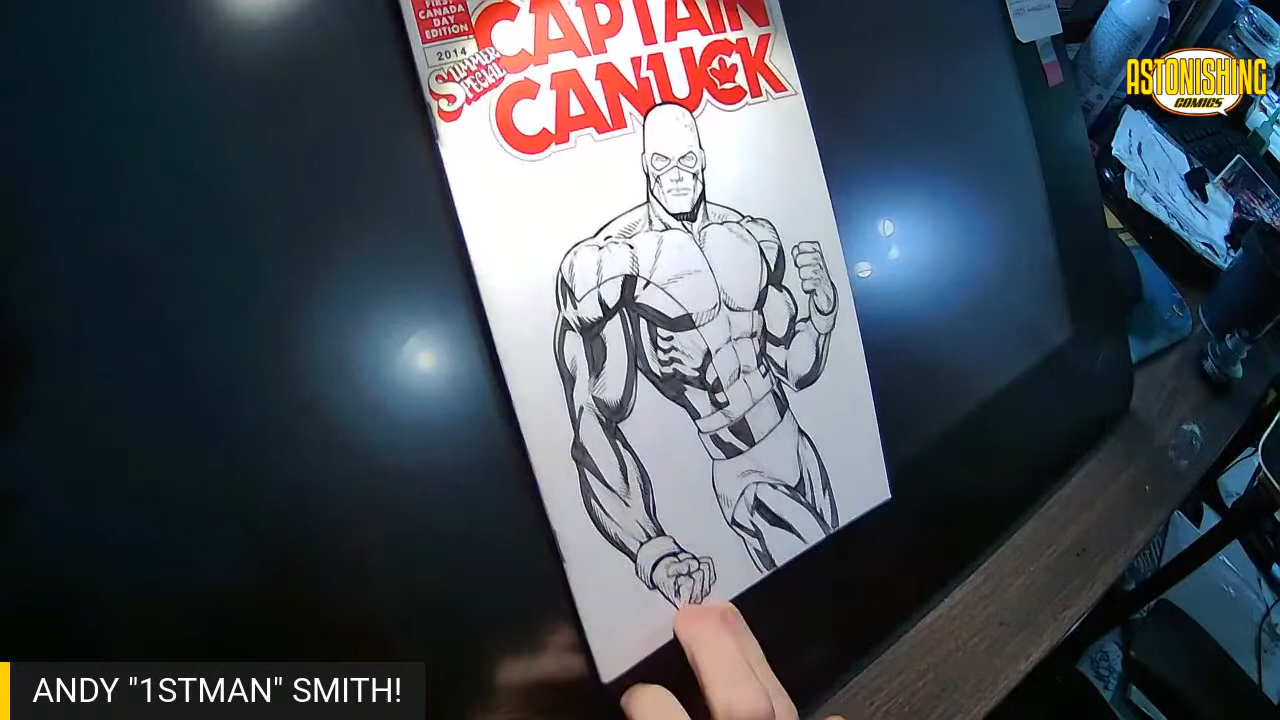 FIRST
CANADA
DAY
EDITION
2014
SUMMER
SPECIAL
CAPTAIN
CANUCK
ASTONISHING
COMICS
ANDY "1STMAN" SMITH!